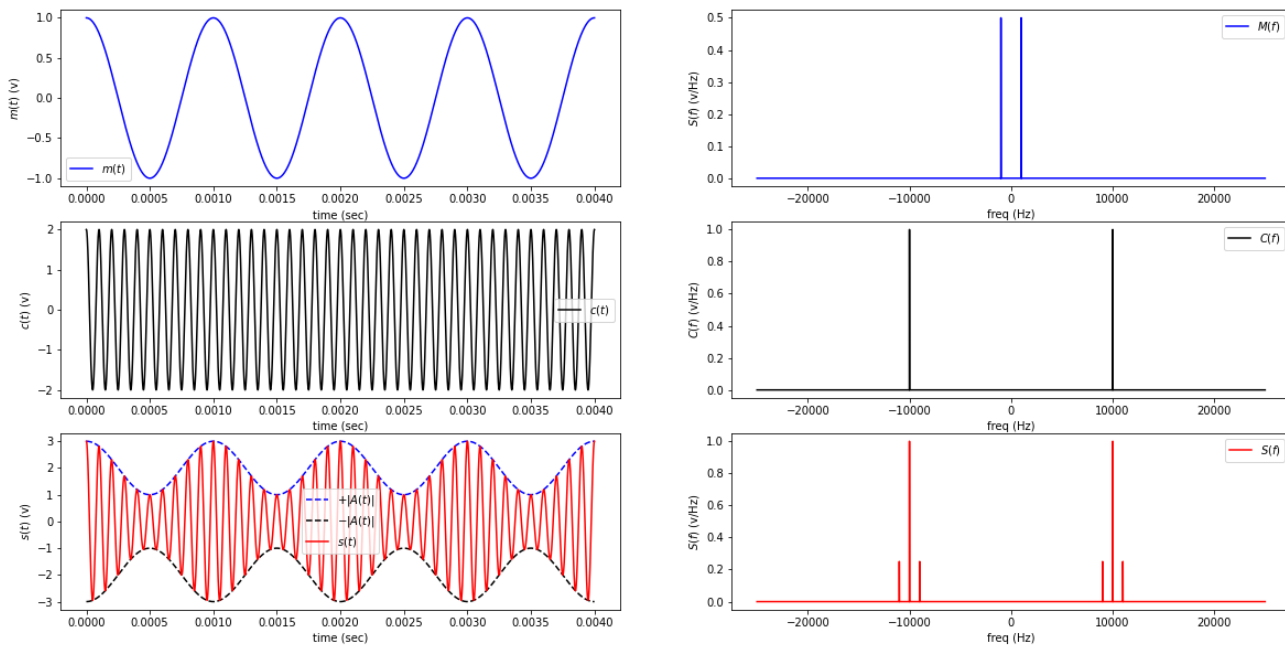 1.0
0.5
0.0
−0.5
−1.0
m(t) (v)
m(t)
0.0000 0.0005 0.0010 0.0015 0.0020 0.0025 0.0030 0.0035 0.0040
time (sec)
0.5
0.4
0.3
0.2
0.1
0.0
S(f) (v/Hz)
M(f)
−20000 −10000 0 10000 20000
freq (Hz)
2
1
0
−1
−2
c(t) (v)
c(t)
0.0000 0.0005 0.0010 0.0015 0.0020 0.0025 0.0030 0.0035 0.0040
time (sec)
1.0
0.8
0.6
0.4
0.2
0.0
C(f) (v/Hz)
C(f)
−20000 −10000 0 10000 20000
freq (Hz)
3
2
1
0
−1
−2
−3
s(t) (v)
+|A(t)|
−|A(t)|
s(t)
0.0000 0.0005 0.0010 0.0015 0.0020 0.0025 0.0030 0.0035 0.0040
time (sec)
1.0
0.8
0.6
0.4
0.2
0.0
S(f) (v/Hz)
S(f)
−20000 −10000 0 10000 20000
freq (Hz)